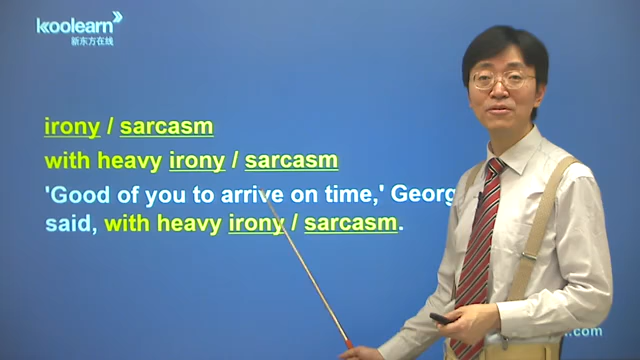 koolearn
新东方在线
irony / sarcasm
with heavy irony / sarcasm
'Good of you to arrive on time,' Georg
said, with heavy irony / sarcasm.
.com